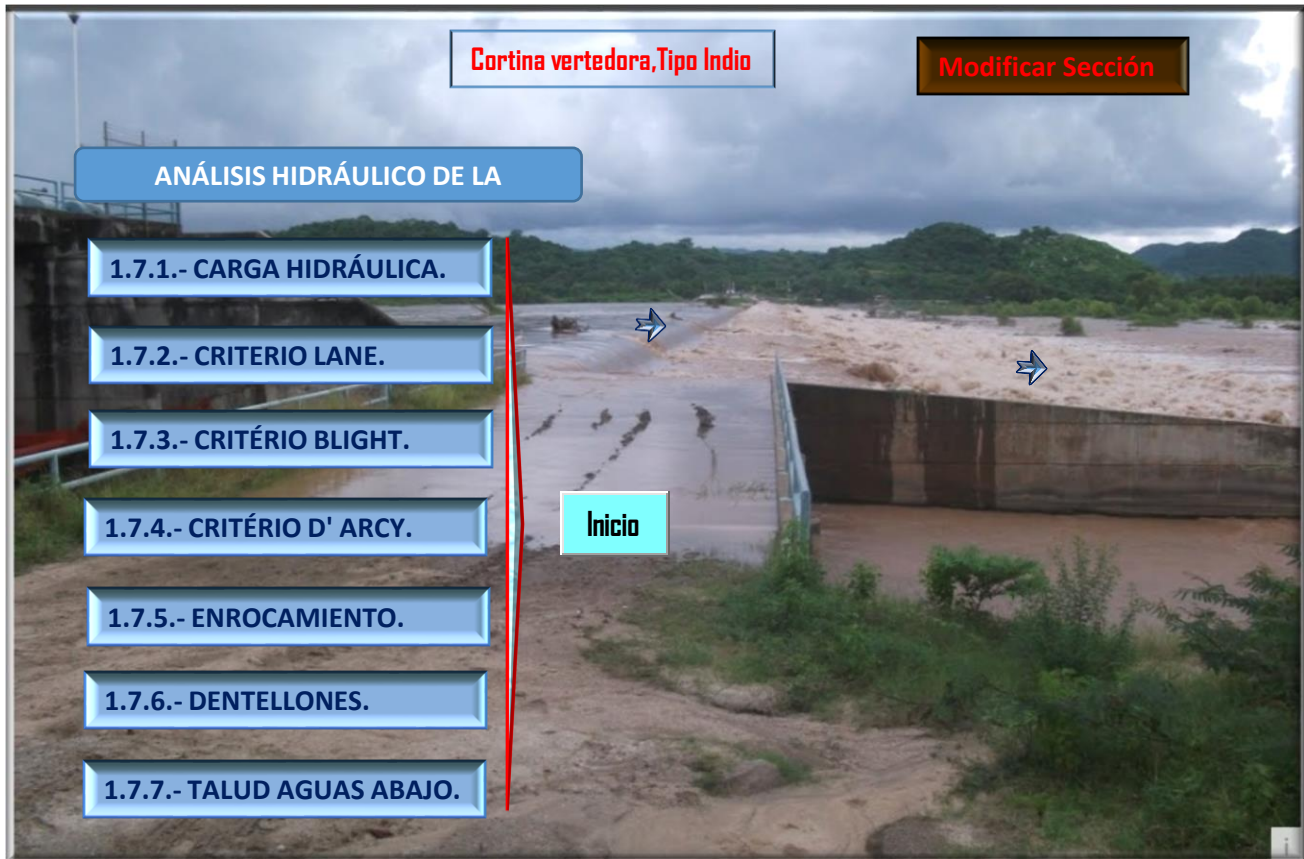 Cortina vertedora,Tipo Indio
Modificar Sección
ANÁLISIS HIDRÁULICO DE LA
1.7.1.- CARGA HIDRÁULICA.
1.7.2.- CRITERIO LANE.
1.7.3.- CRITÉRIO BLIGHT.
1.7.4.- CRITÉRIO D' ARCY.
Inicio
1.7.5.- ENROCAMIENTO.
1.7.6.- DENTELLONES.
1.7.7.- TALUD AGUAS ABAJO.
i